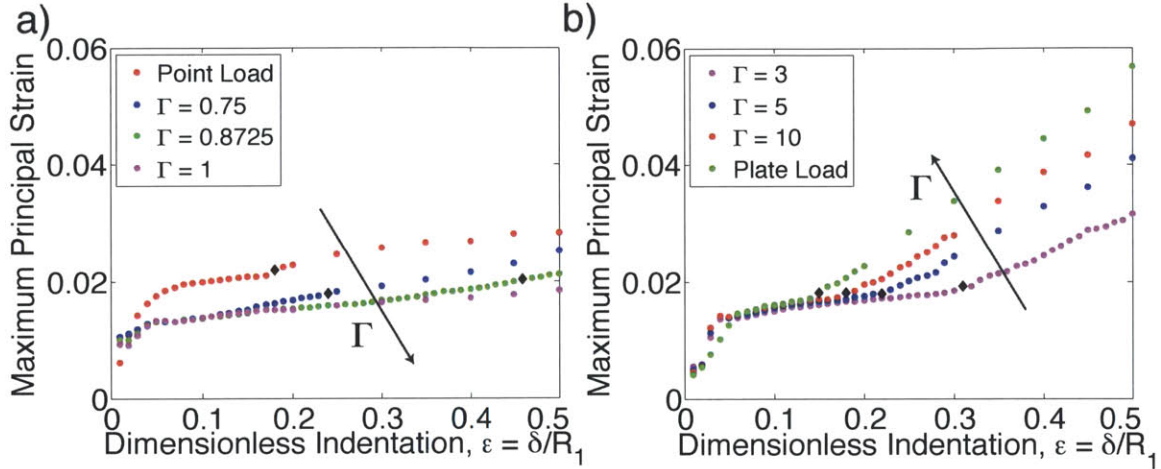 a)
Maximum Principal Strain
0.06
0.04
0.02
0
Point Load
Γ = 0.75
Γ = 0.8725
Γ = 1
Γ
0 0.1 0.2 0.3 0.4 0.5
Dimensionless Indentation, ε = δ/R₁
b)
Maximum Principal Strain
0.06
0.04
0.02
0
Γ = 3
Γ = 5
Γ = 10
Plate Load
Γ
0 0.1 0.2 0.3 0.4 0.5
Dimensionless Indentation, ε = δ/R₁